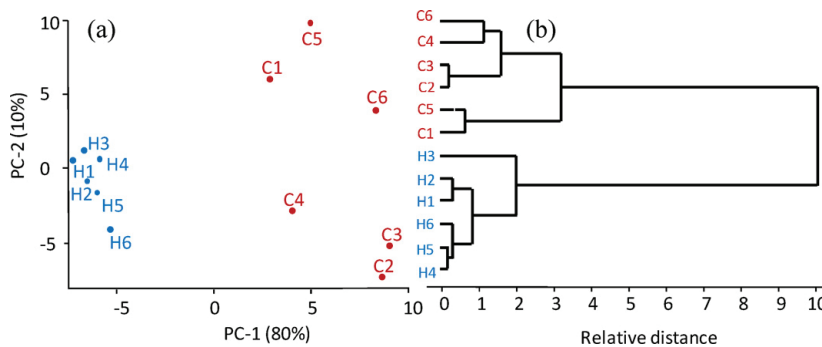 (a)
10
5
0
-5
PC-2 (10%)
C5
C1
C6
H3
H4
H1
H2
H5
H6
C4
C3
C2
-5
0
5
10
PC-1 (80%)
(b)
C6
C4
C3
C2
C5
C1
H3
H2
H1
H6
H5
H4
0 1 2 3 4 5 6 7 8 9 10
Relative distance